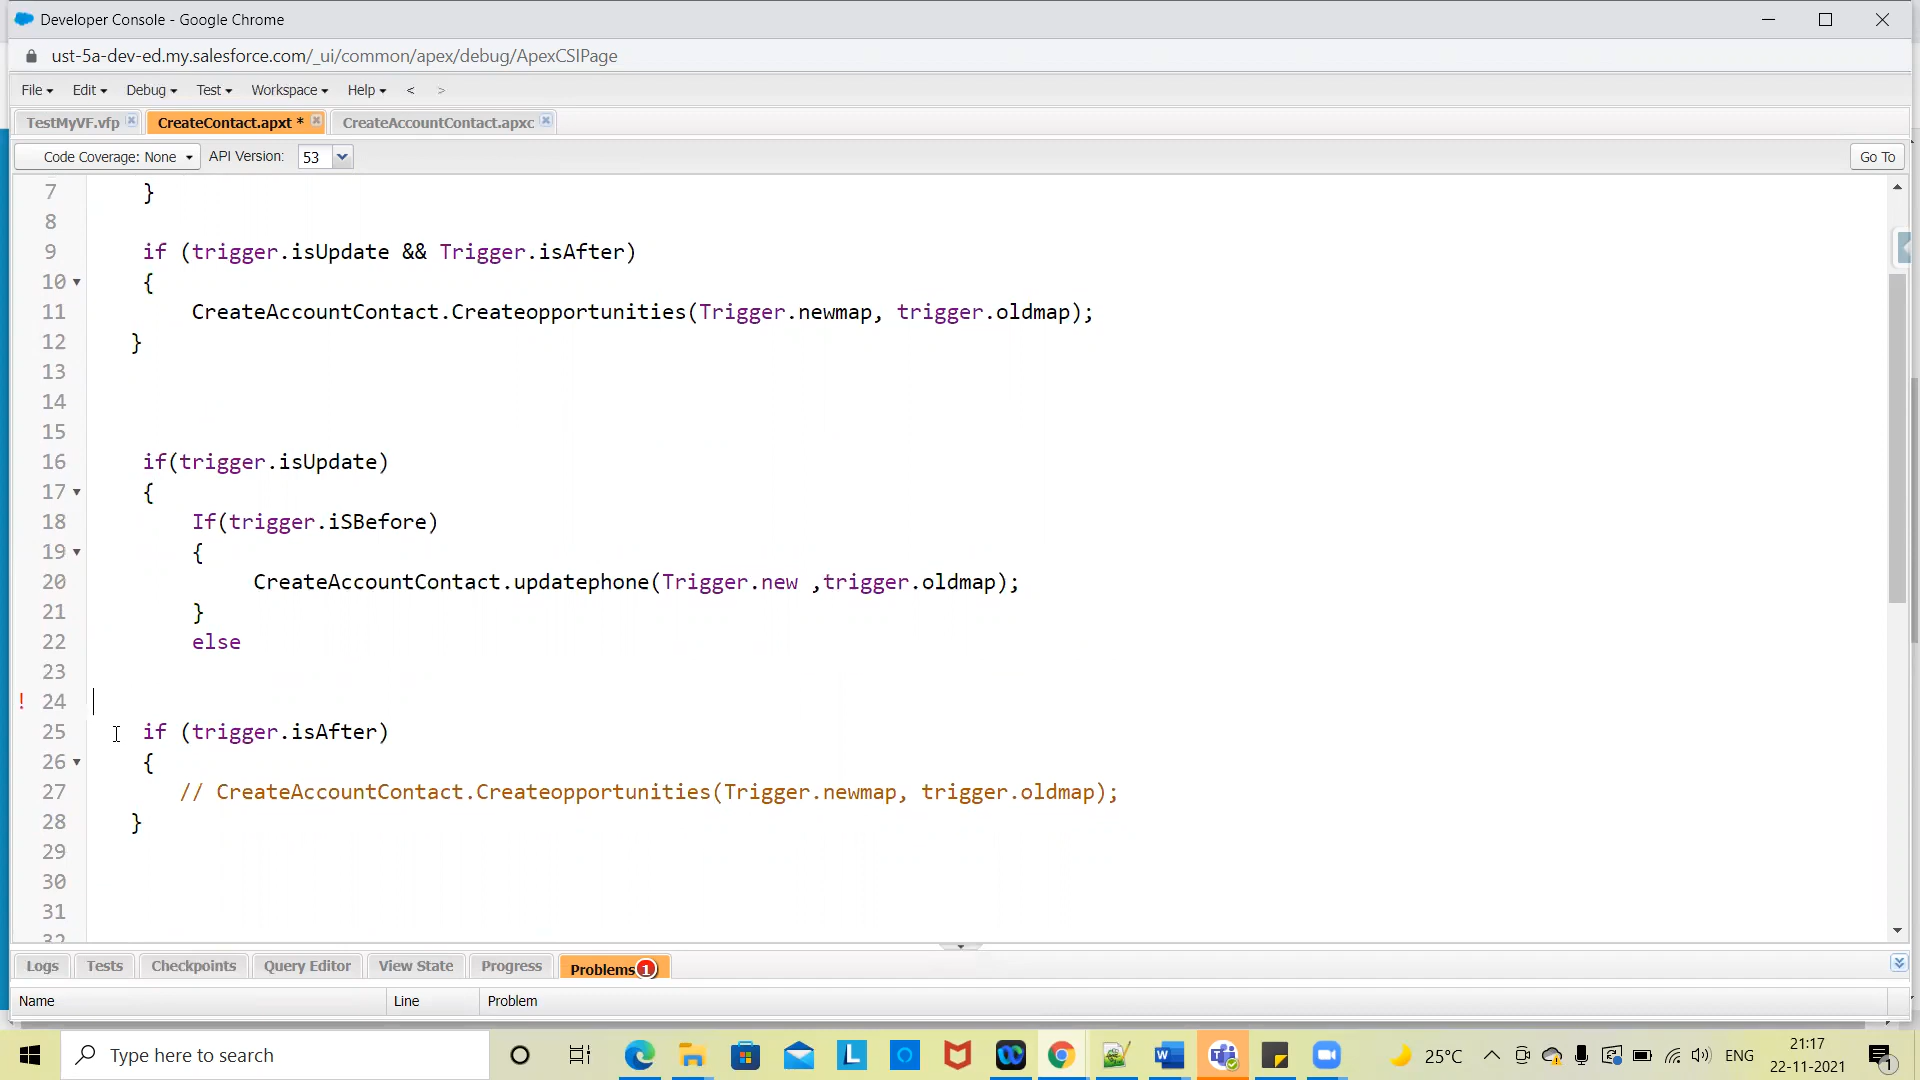 Developer Console - Google Chrome
ust-5a-dev-ed.my.salesforce.com/_ui/common/apex/debug/ApexCSIPage
File Edit Debug Test Workspace Help < >
TestMyVF.vfp CreateContact.apxt * CreateAccountContact.apxc
Code Coverage: None API Version: 53 Go To
7 }
8
9 if (trigger.isUpdate && Trigger.isAfter)
10 {
11 CreateAccountContact.Createopportunities(Trigger.newmap, trigger.oldmap);
12 }
13
14
15
16 if(trigger.isUpdate)
17 {
18 If(trigger.iSBefore)
19 {
20 CreateAccountContact.updatephone(Trigger.new ,trigger.oldmap);
21 }
22 else
23
! 24
25 if (trigger.isAfter)
26 {
27 // CreateAccountContact.Createopportunities(Trigger.newmap, trigger.oldmap);
28 }
29
30
31
32
Logs Tests Checkpoints Query Editor View State Progress Problems 1
Name Line Problem
Type here to search
25°C ENG 21:17
22-11-2021 1